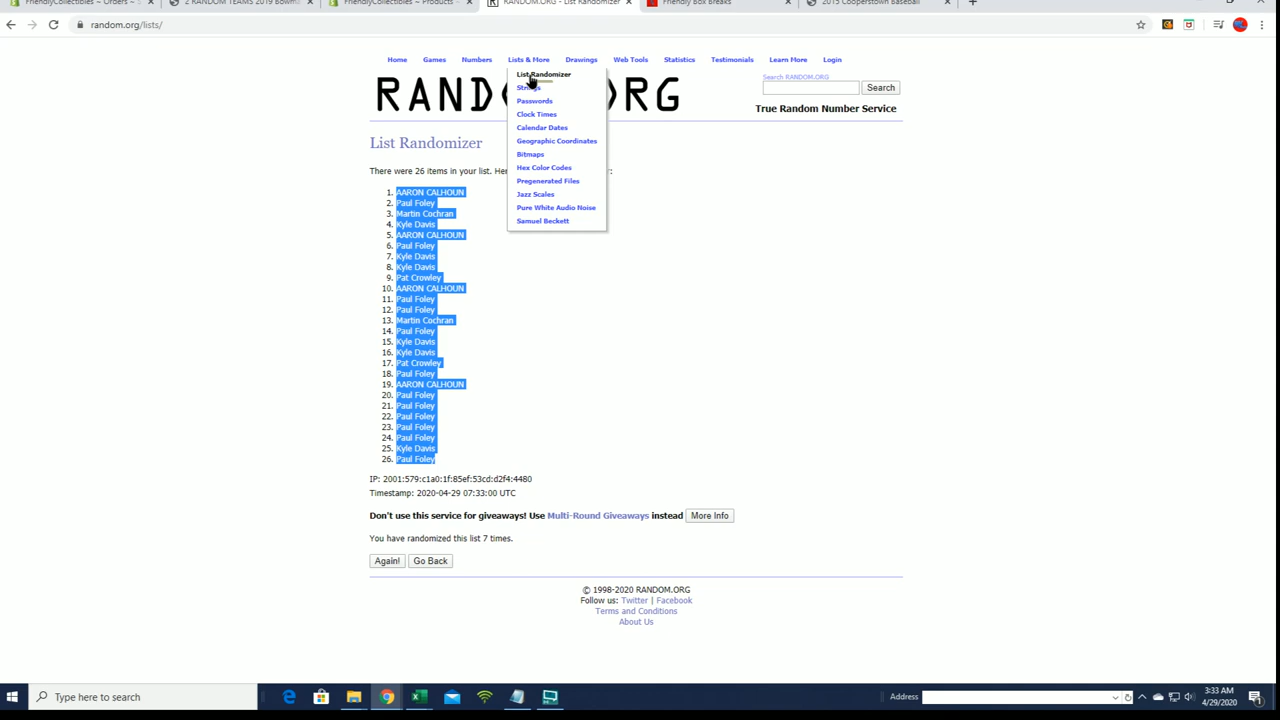 FriendlyCollectibles ~ Orders ~
2 RANDOM TEAMS 2019 Bowm
FriendlyCollectibles ~ Products ~
RANDOM.ORG - List Randomizer
Friendly Box Breaks
2015 Cooperstown Baseball
random.org/lists/
Home Games Numbers Lists & More Drawings Web Tools Statistics Testimonials Learn More Login
List Randomizer
Strings
Passwords
Clock Times
Calendar Dates
Geographic Coordinates
Bitmaps
Hex Color Codes
Pregenerated Files
Jazz Scales
Pure White Audio Noise
Samuel Beckett
Search RANDOM.ORG
Search
True Random Number Service
List Randomizer
There were 26 items in your list. Her
1. AARON CALHOUN
2. Paul Foley
3. Martin Cochran
4. Kyle Davis
5. AARON CALHOUN
6. Paul Foley
7. Kyle Davis
8. Kyle Davis
9. Pat Crowley
10. AARON CALHOUN
11. Paul Foley
12. Paul Foley
13. Martin Cochran
14. Paul Foley
15. Kyle Davis
16. Kyle Davis
17. Pat Crowley
18. Paul Foley
19. AARON CALHOUN
20. Paul Foley
21. Paul Foley
22. Paul Foley
23. Paul Foley
24. Paul Foley
25. Kyle Davis
26. Paul Foley
IP: 2001:579:c1a0:1f:85ef:53cd:d2f4:4480
Timestamp: 2020-04-29 07:33:00 UTC
Don't use this service for giveaways! Use Multi-Round Giveaways instead More Info
You have randomized this list 7 times.
Again! Go Back
© 1998-2020 RANDOM.ORG
Follow us: Twitter | Facebook
Terms and Conditions
About Us
Type here to search
Address
3:33 AM
4/29/2020